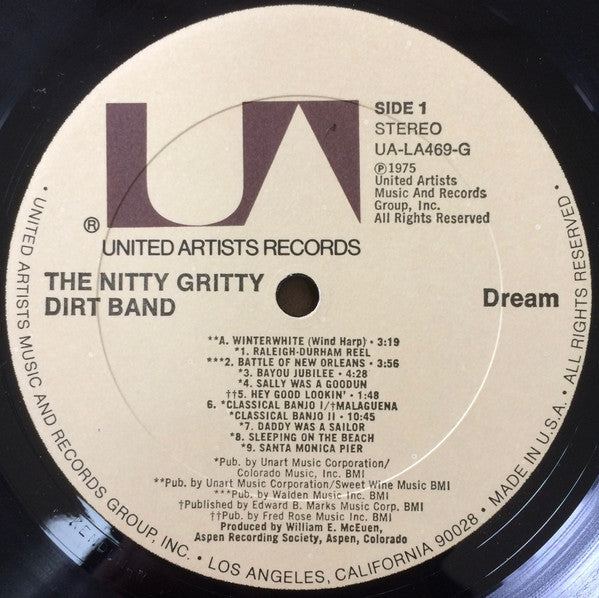 UA
SIDE 1
STEREO
UA-LA469-G
Ⓟ1975
United Artists
Music And Records
Group, Inc.
All Rights Reserved
®
UNITED ARTISTS RECORDS
THE NITTY GRITTY
DIRT BAND
Dream
**A. WINTERWHITE (Wind Harp) • 3:19
*1. RALEIGH-DURHAM REEL
***2. BATTLE OF NEW ORLEANS • 3:56
*3. BAYOU JUBILEE • 4:28
*4. SALLY WAS A GOODUN
††5. HEY GOOD LOOKIN' • 1:48
6. *CLASSICAL BANJO I/†MALAGUENA
*CLASSICAL BANJO II • 10:45
*7. DADDY WAS A SAILOR
*8. SLEEPING ON THE BEACH
*9. SANTA MONICA PIER
*Pub. by Unart Music Corporation/
Colorado Music, Inc. BMI
**Pub. by Unart Music Corporation/Sweet Wine Music BMI
***Pub. by Walden Music Inc. BMI
†Published by Edward B. Marks Music Corp. BMI
††Pub. by Fred Rose Music Inc. BMI
Produced by William E. McEuen,
Aspen Recording Society, Aspen, Colorado
• UNITED ARTISTS MUSIC AND RECORDS GROUP, INC. • LOS ANGELES, CALIFORNIA 90028 • MADE IN U.S.A. • ALL RIGHTS RESERVED •